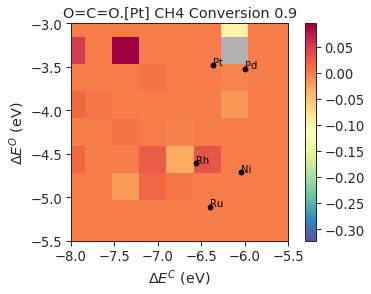 O=C=O.[Pt] CH4 Conversion 0.9
−3.0
−3.5
−4.0
−4.5
−5.0
−5.5
ΔE^O (eV)
Pt
Pd
Rh
Ni
Ru
−8.0 −7.5 −7.0 −6.5 −6.0 −5.5
ΔE^C (eV)
0.05
0.00
−0.05
−0.10
−0.15
−0.20
−0.25
−0.30